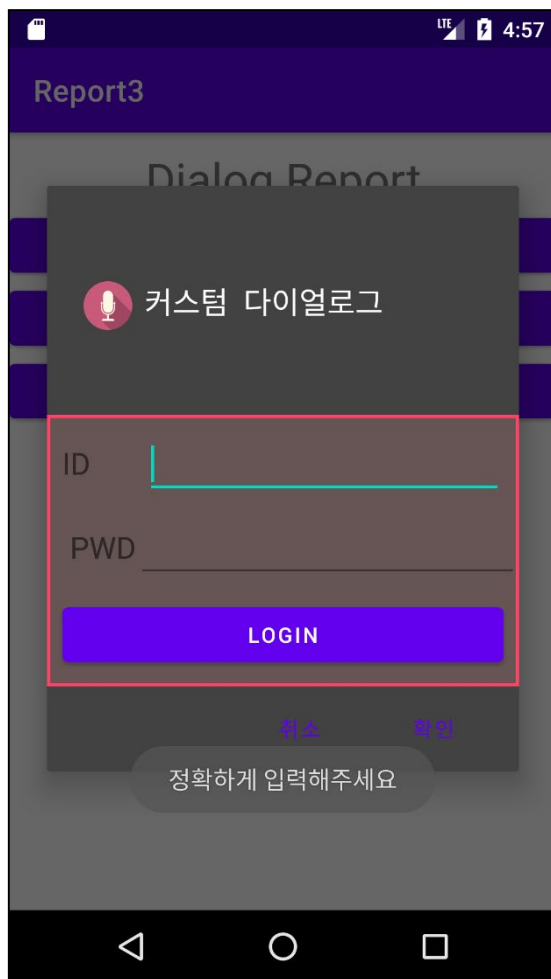 LTE 4:57
Report3
Dialog Report
커스텀 다이얼로그
ID
PWD
LOGIN
취소 확인
정확하게 입력해주세요